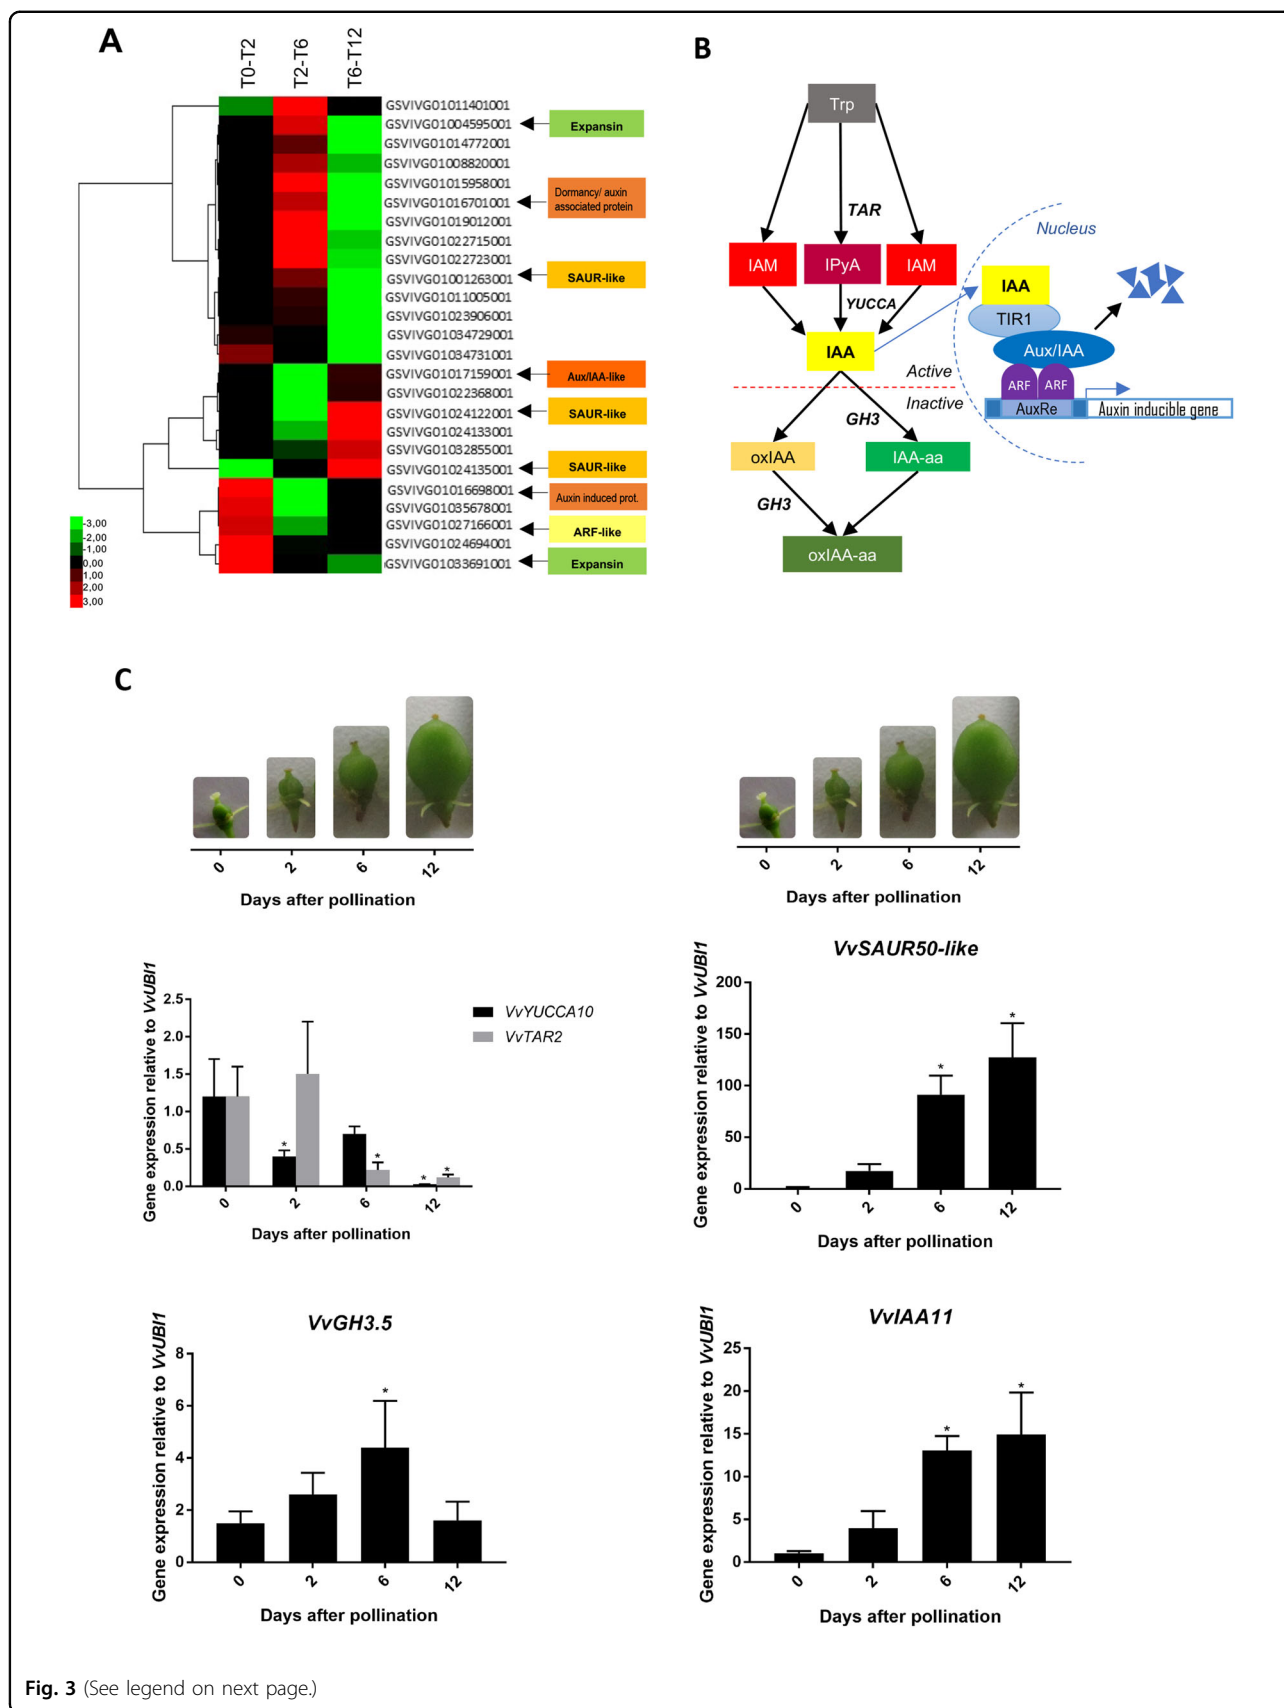 A
T0-T2
T2-T6
T6-T12
GSVIVG01011401001
GSVIVG01004595001
Expansin
GSVIVG01014772001
GSVIVG01008820001
GSVIVG01015958001
GSVIVG01016701001
Dormancy/ auxin
associated protein
GSVIVG01019012001
GSVIVG01022715001
GSVIVG01022723001
GSVIVG01001263001
SAUR-like
GSVIVG01011005001
GSVIVG01023906001
GSVIVG01034729001
GSVIVG01034731001
GSVIVG01017159001
Aux/IAA-like
GSVIVG01022368001
GSVIVG01024122001
SAUR-like
GSVIVG01024133001
GSVIVG01032855001
GSVIVG01024135001
SAUR-like
GSVIVG01016698001
Auxin induced prot.
GSVIVG01035678001
GSVIVG01027166001
ARF-like
GSVIVG01024694001
GSVIVG01033691001
Expansin
-3,00
-2,00
-1,00
0,00
1,00
2,00
3,00
B
Trp
TAR
IAM
IPyA
IAM
YUCCA
IAA
Active
Inactive
GH3
oxIAA
IAA-aa
GH3
oxIAA-aa
Nucleus
IAA
TIR1
Aux/IAA
ARF
ARF
AuxRe
Auxin inducible gene
C
0
2
6
12
Days after pollination
0
2
6
12
Days after pollination
Gene expression relative to VvUBI1
2.5
2.0
1.5
1.0
0.5
0.0
*
*
*
*
0
2
6
12
Days after pollination
VvYUCCA10
VvTAR2
VvSAUR50-like
Gene expression relative to VvUBI1
200
150
100
50
0
*
*
0
2
6
12
Days after pollination
VvGH3.5
Gene expression relative to VvUBI1
8
6
4
2
0
*
0
2
6
12
Days after pollination
VvIAA11
Gene expression relative to VvUBI1
25
20
15
10
5
0
*
*
0
2
6
12
Days after pollination
Fig. 3 (See legend on next page.)